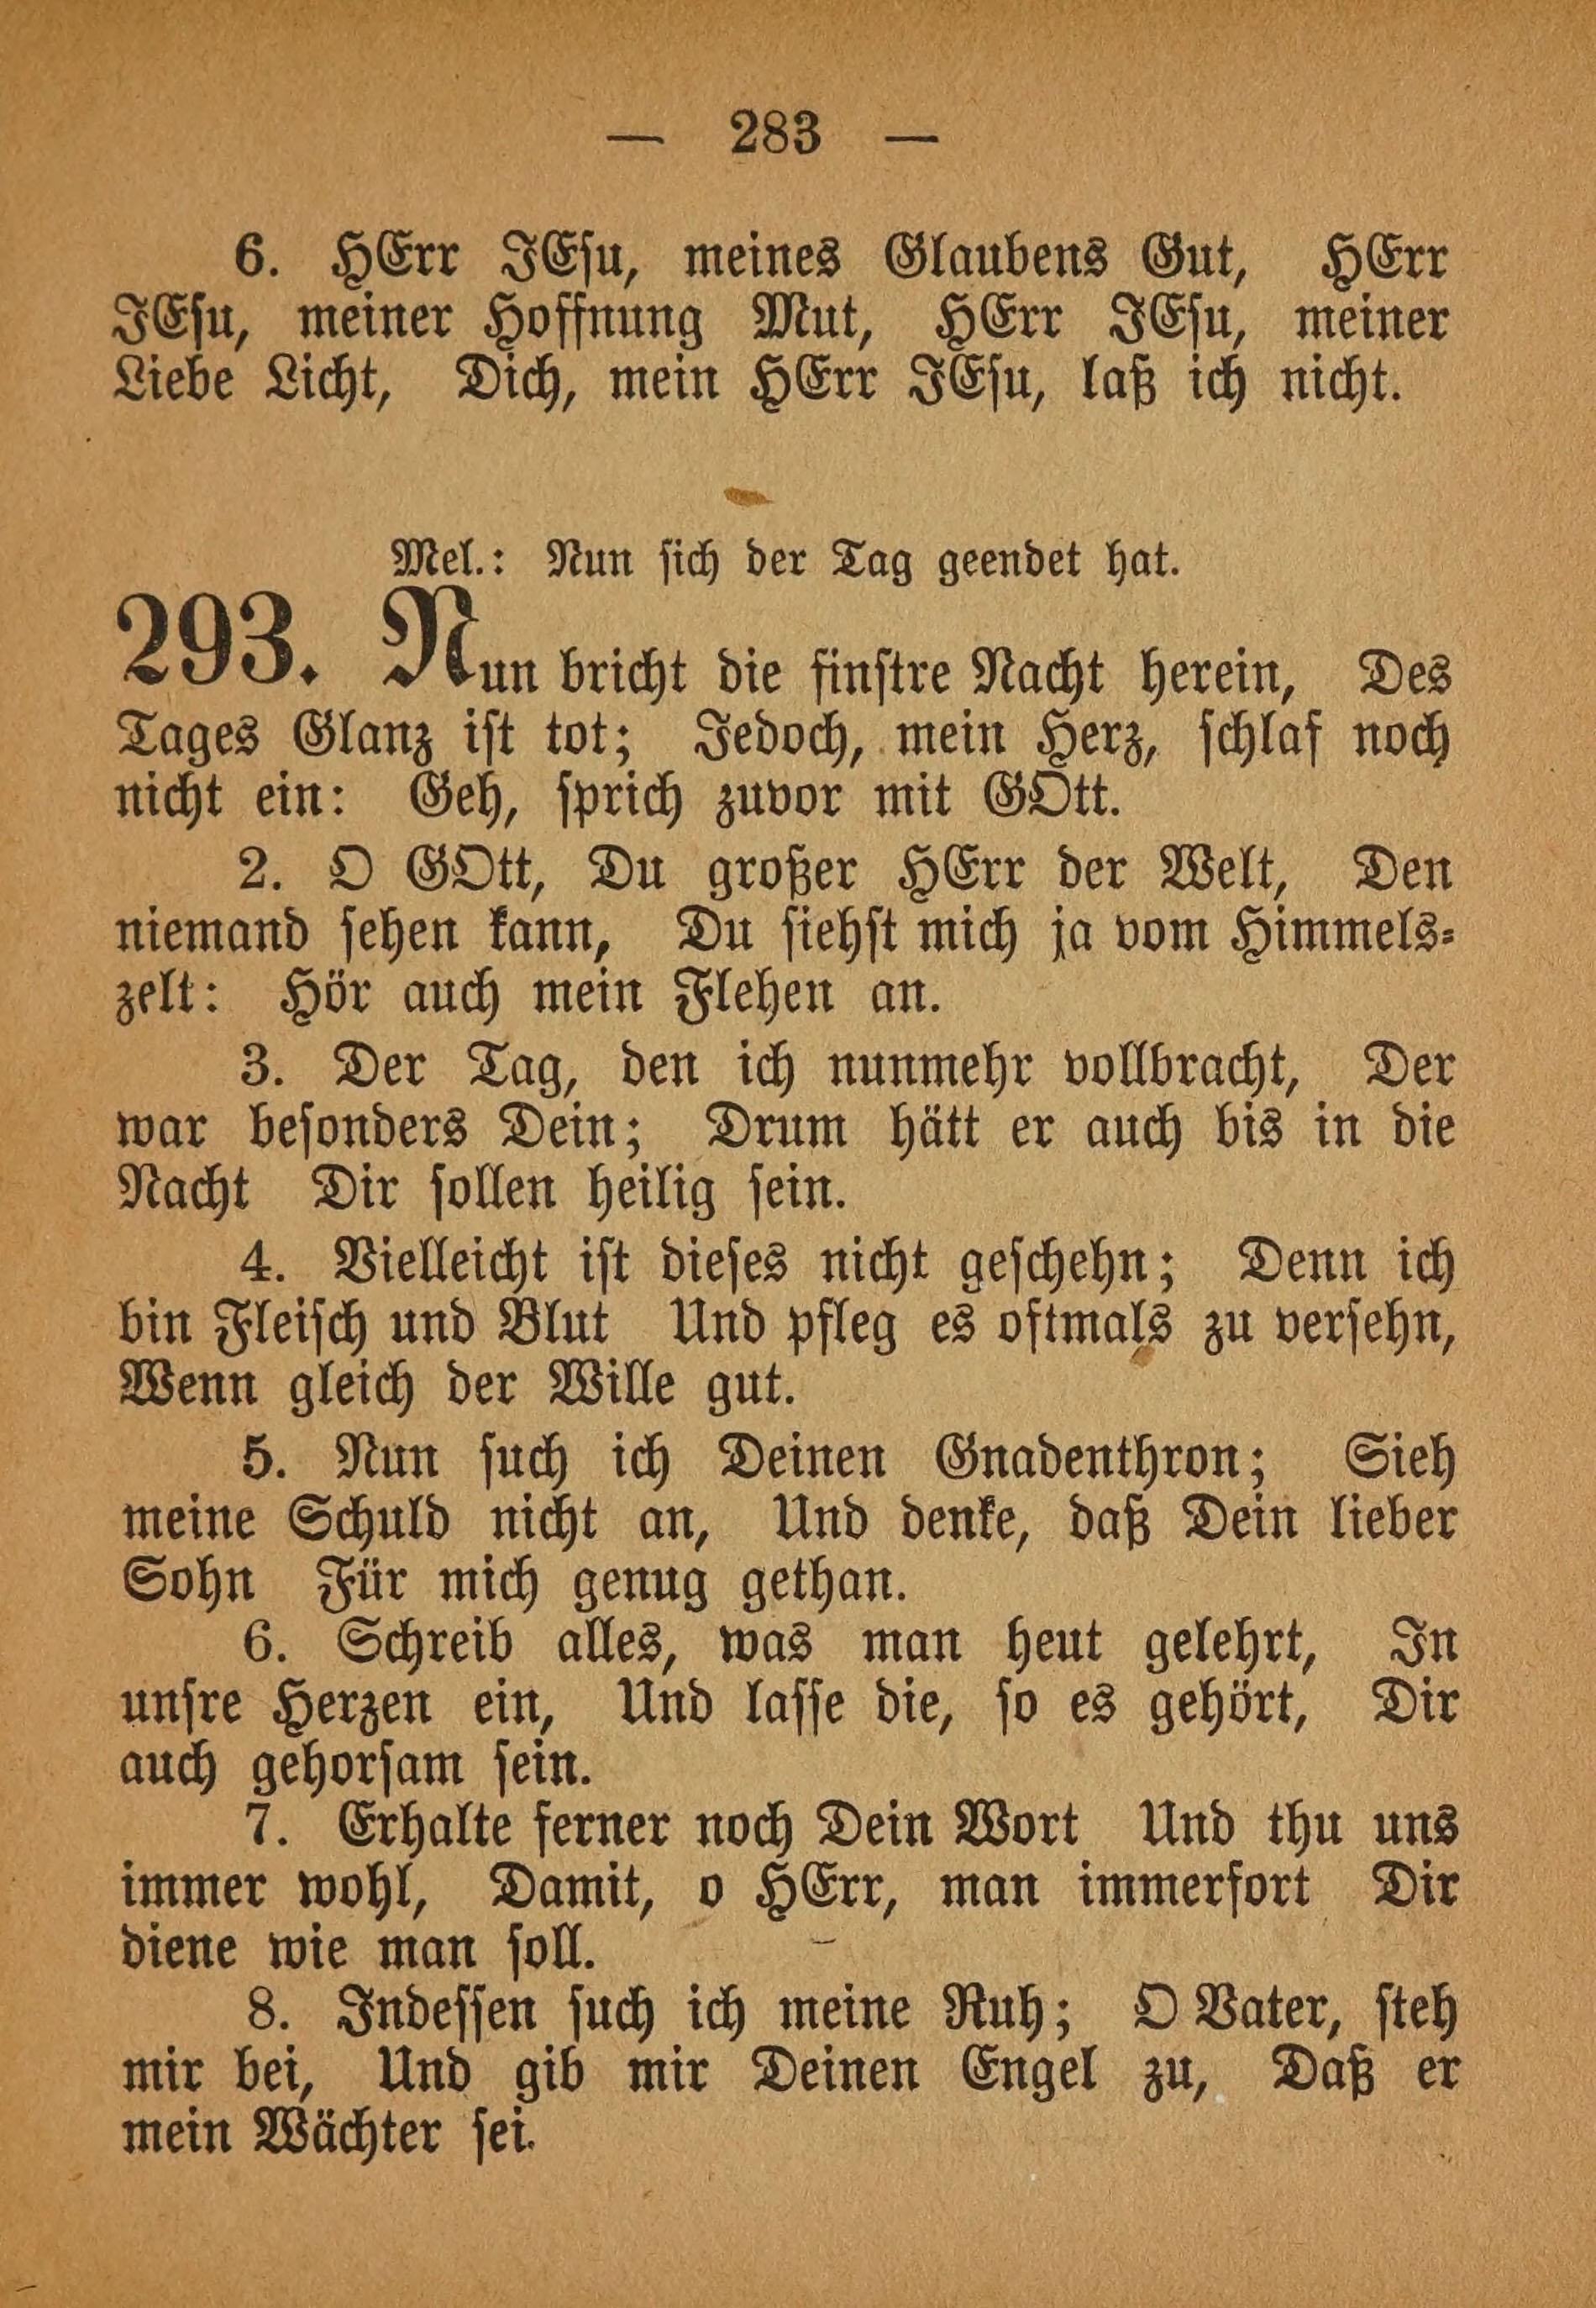 — 283 —
6. HErr JEsu, meines Glaubens Gut, HErr
JEsu, meiner Hoffnung Mut, HErr JEsu, meiner
Liebe Licht, Dich, mein HErr JEsu, laß ich nicht.
Mel.: Nun sich der Tag geendet hat.
293. Nun bricht die finstre Nacht herein, Des
Tages Glanz ist tot; Jedoch, mein Herz, schlaf noch
nicht ein: Geh, sprich zuvor mit GOtt.
2. O GOtt, Du großer HErr der Welt, Den
niemand sehen kann, Du siehst mich ja vom Himmels-
zelt: Hör auch mein Flehen an.
3. Der Tag, den ich nunmehr vollbracht, Der
war besonders Dein; Drum hätt er auch bis in die
Nacht Dir sollen heilig sein.
4. Vielleicht ist dieses nicht geschehn; Denn ich
bin Fleisch und Blut Und pfleg es oftmals zu versehn,
Wenn gleich der Wille gut.
5. Nun such ich Deinen Gnadenthron; Sieh
meine Schuld nicht an, Und denke, daß Dein lieber
Sohn Für mich genug gethan.
6. Schreib alles, was man heut gelehrt, In
unsre Herzen ein, Und lasse die, so es gehört, Dir
auch gehorsam sein.
7. Erhalte ferner noch Dein Wort Und thu uns
immer wohl, Damit, o HErr, man immerfort Dir
diene wie man soll.
8. Indessen such ich meine Ruh; O Vater, steh
mir bei, Und gib mir Deinen Engel zu, Daß er
mein Wächter sei.